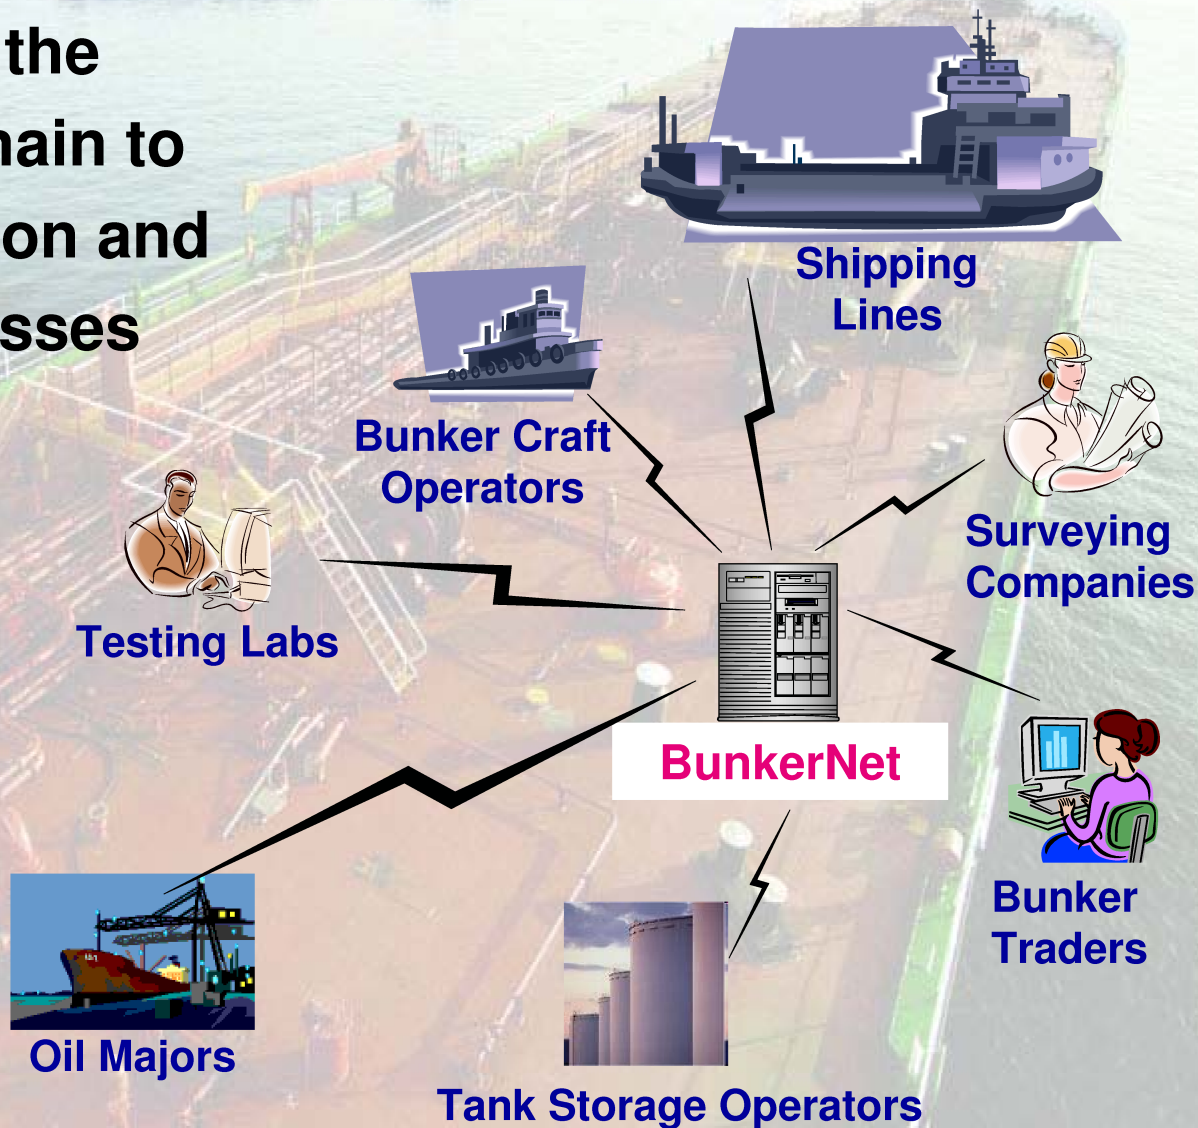 the
hain to
on and
sses
Shipping
Lines
Bunker Craft
Operators
Surveying
Companies
Testing Labs
BunkerNet
Bunker
Traders
Oil Majors
Tank Storage Operators